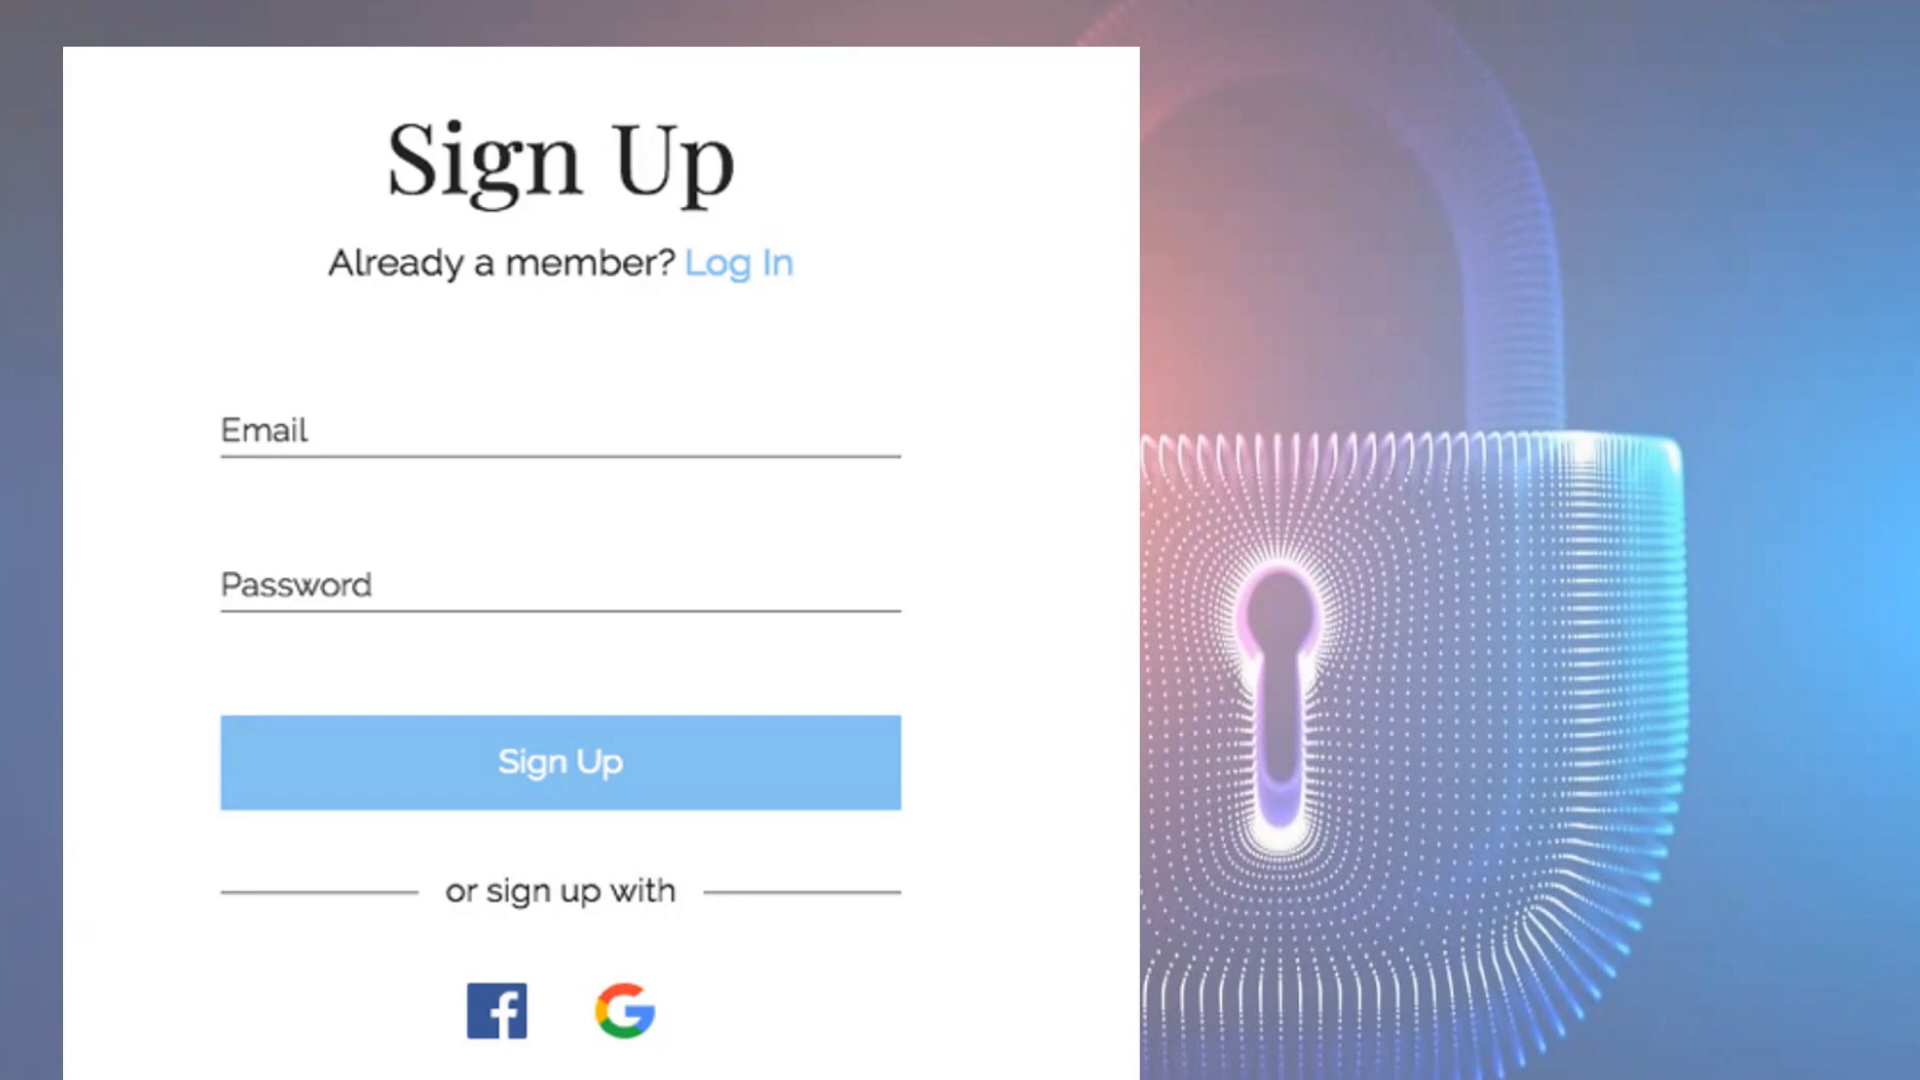 Sign Up
Already a member? Log In
Email
Password
Sign Up
or sign up with